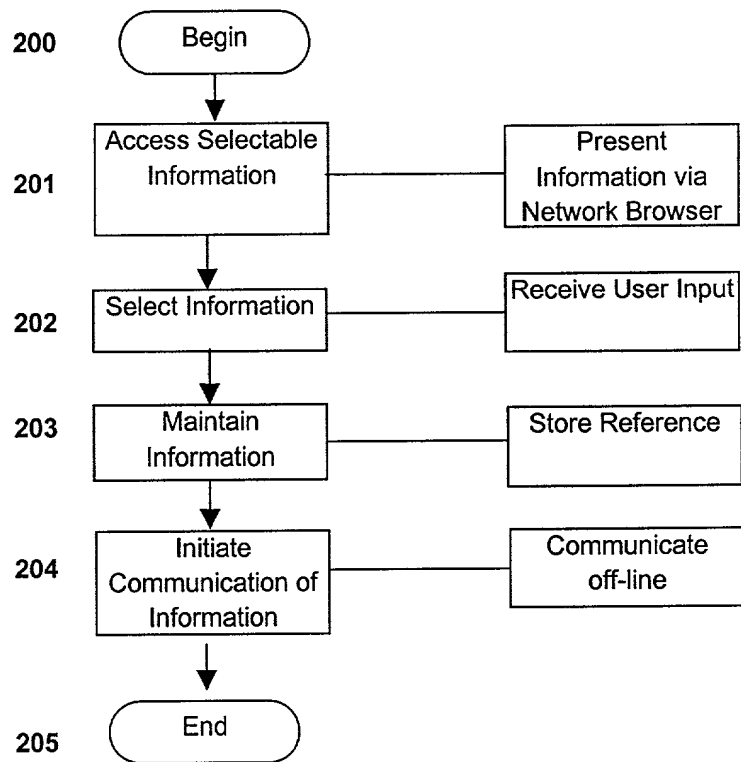 200
Begin
Access Selectable
Information
201
Present
Information via
Network Browser
202
Select Information
Receive User Input
203
Maintain
Information
Store Reference
204
Initiate
Communication of
Information
Communicate
off-line
End
205